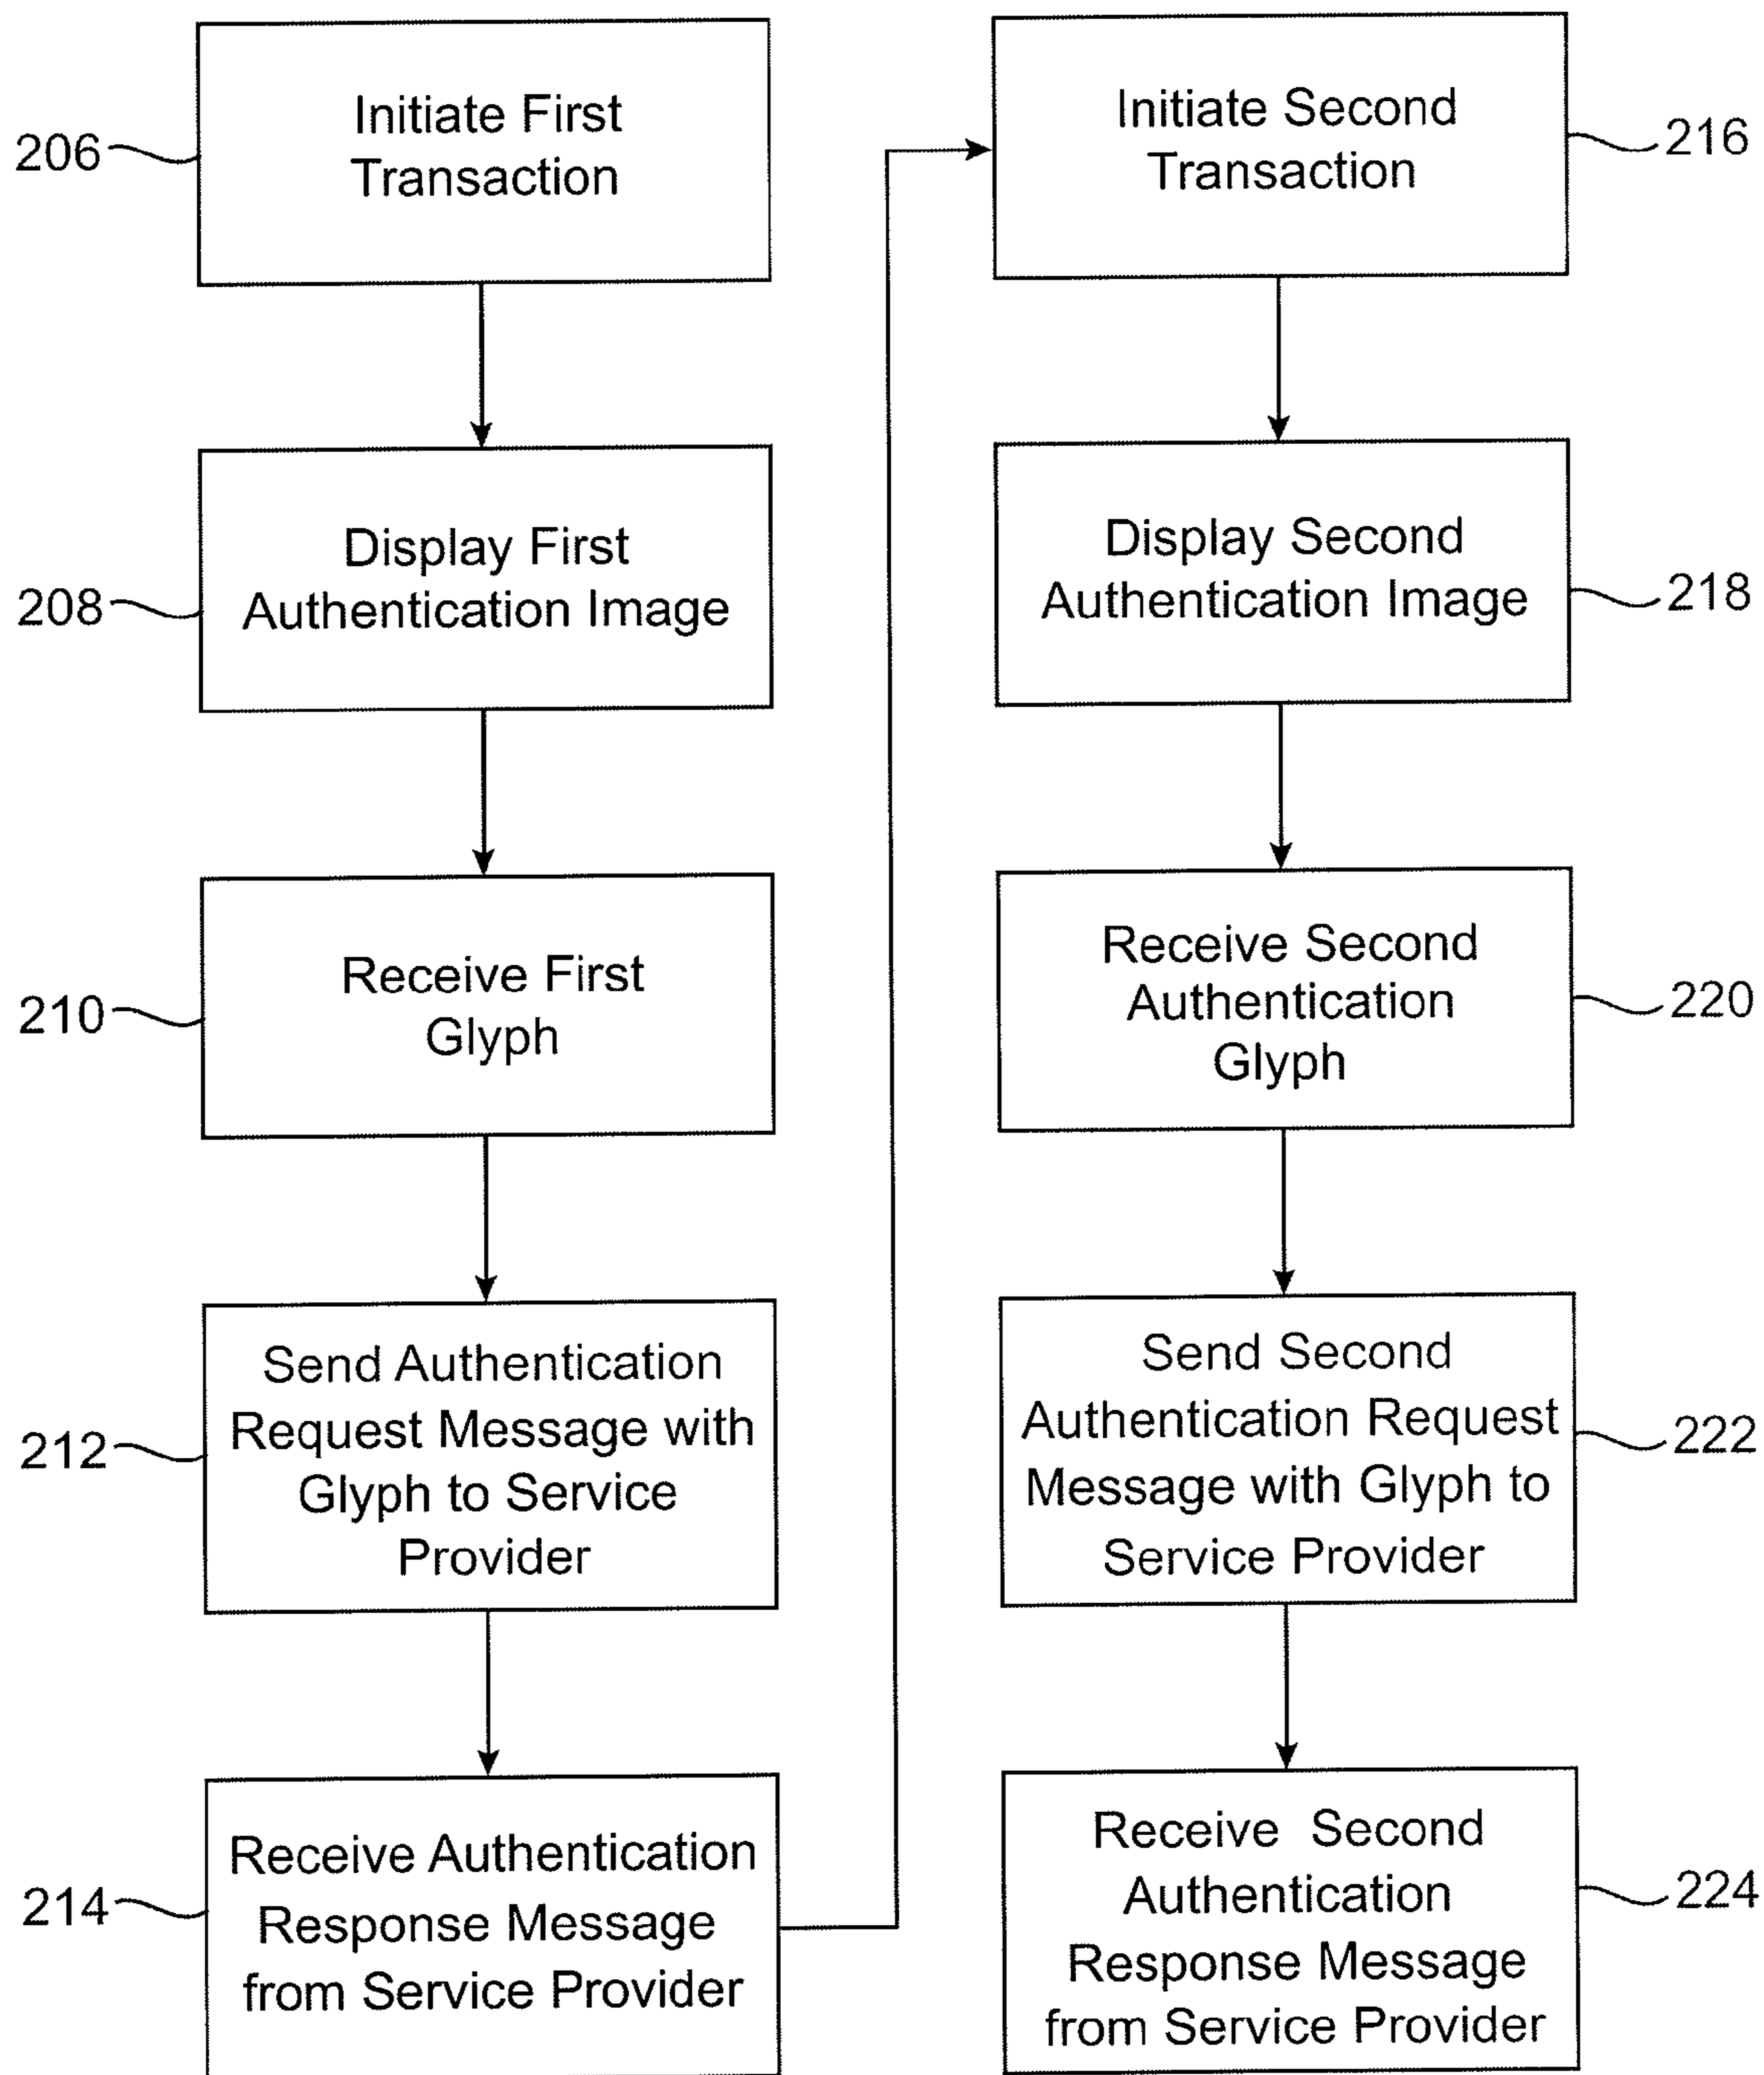 206
Initiate First
Transaction
208
Display First
Authentication Image
210
Receive First
Glyph
212
Send Authentication
Request Message with
Glyph to Service
Provider
214
Receive Authentication
Response Message
from Service Provider
Initiate Second
Transaction
216
Display Second
Authentication Image
218
Receive Second
Authentication
Glyph
220
Send Second
Authentication Request
Message with Glyph to
Service Provider
222
Receive Second
Authentication
Response Message
from Service Provider
224